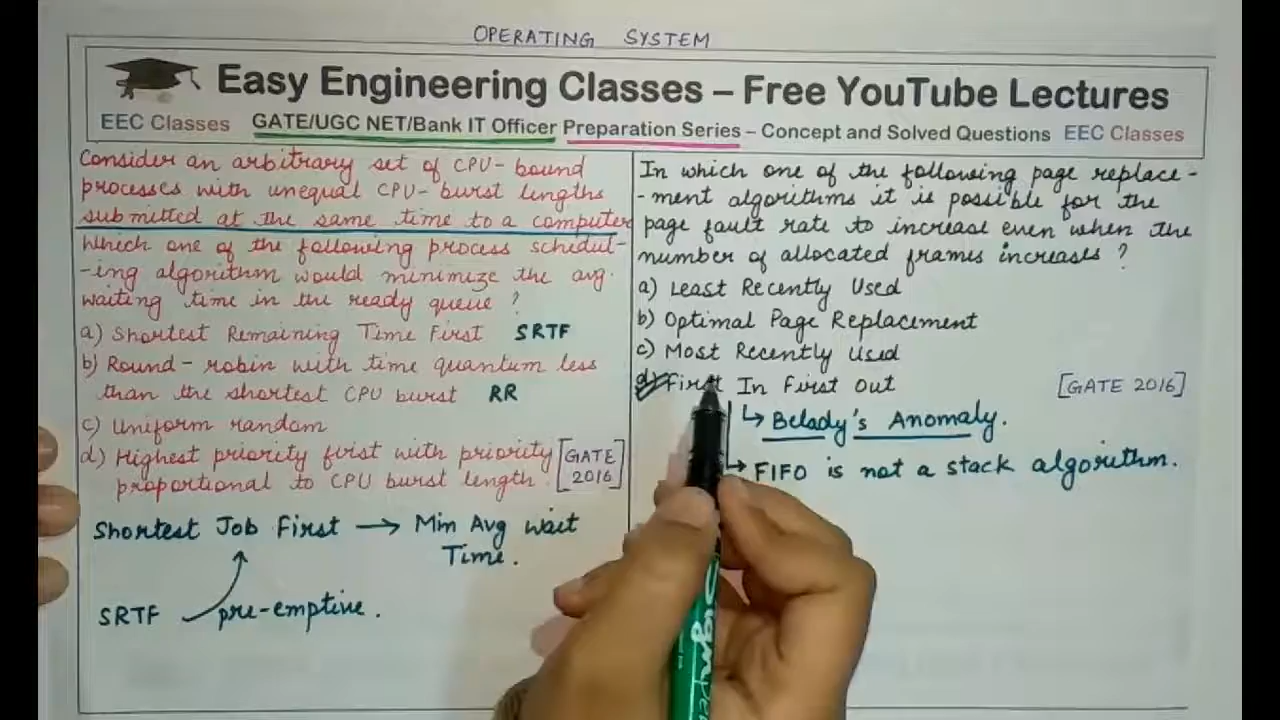 OPERATING SYSTEM
Easy Engineering Classes – Free YouTube Lectures
EEC Classes GATE/UGC NET/Bank IT Officer Preparation Series – Concept and Solved Questions EEC Classes
Consider an arbitrary set of CPU-bound
processes with unequal CPU-burst lengths
submitted at the same time to a computer
Which one of the following process schedul-
-ing algorithm would minimize the avg.
waiting time in the ready queue?
a) Shortest Remaining Time First SRTF
b) Round-robin with time quantum less
than the shortest CPU burst RR
c) Uniform random
d) Highest priority first with priority
proportional to CPU burst length.
[GATE
2016]
Shortest Job First → Min Avg wait
Time.
SRTF pre-emptive.
In which one of the following page replace-
-ment algorithms it is possible for the
page fault rate to increase even when the
number of allocated frames increases?
a) Least Recently Used
b) Optimal Page Replacement
c) Most Recently Used
d) First In First Out [GATE 2016]
↳ Belady's Anomaly.
↳ FIFO is not a stack algorithm.